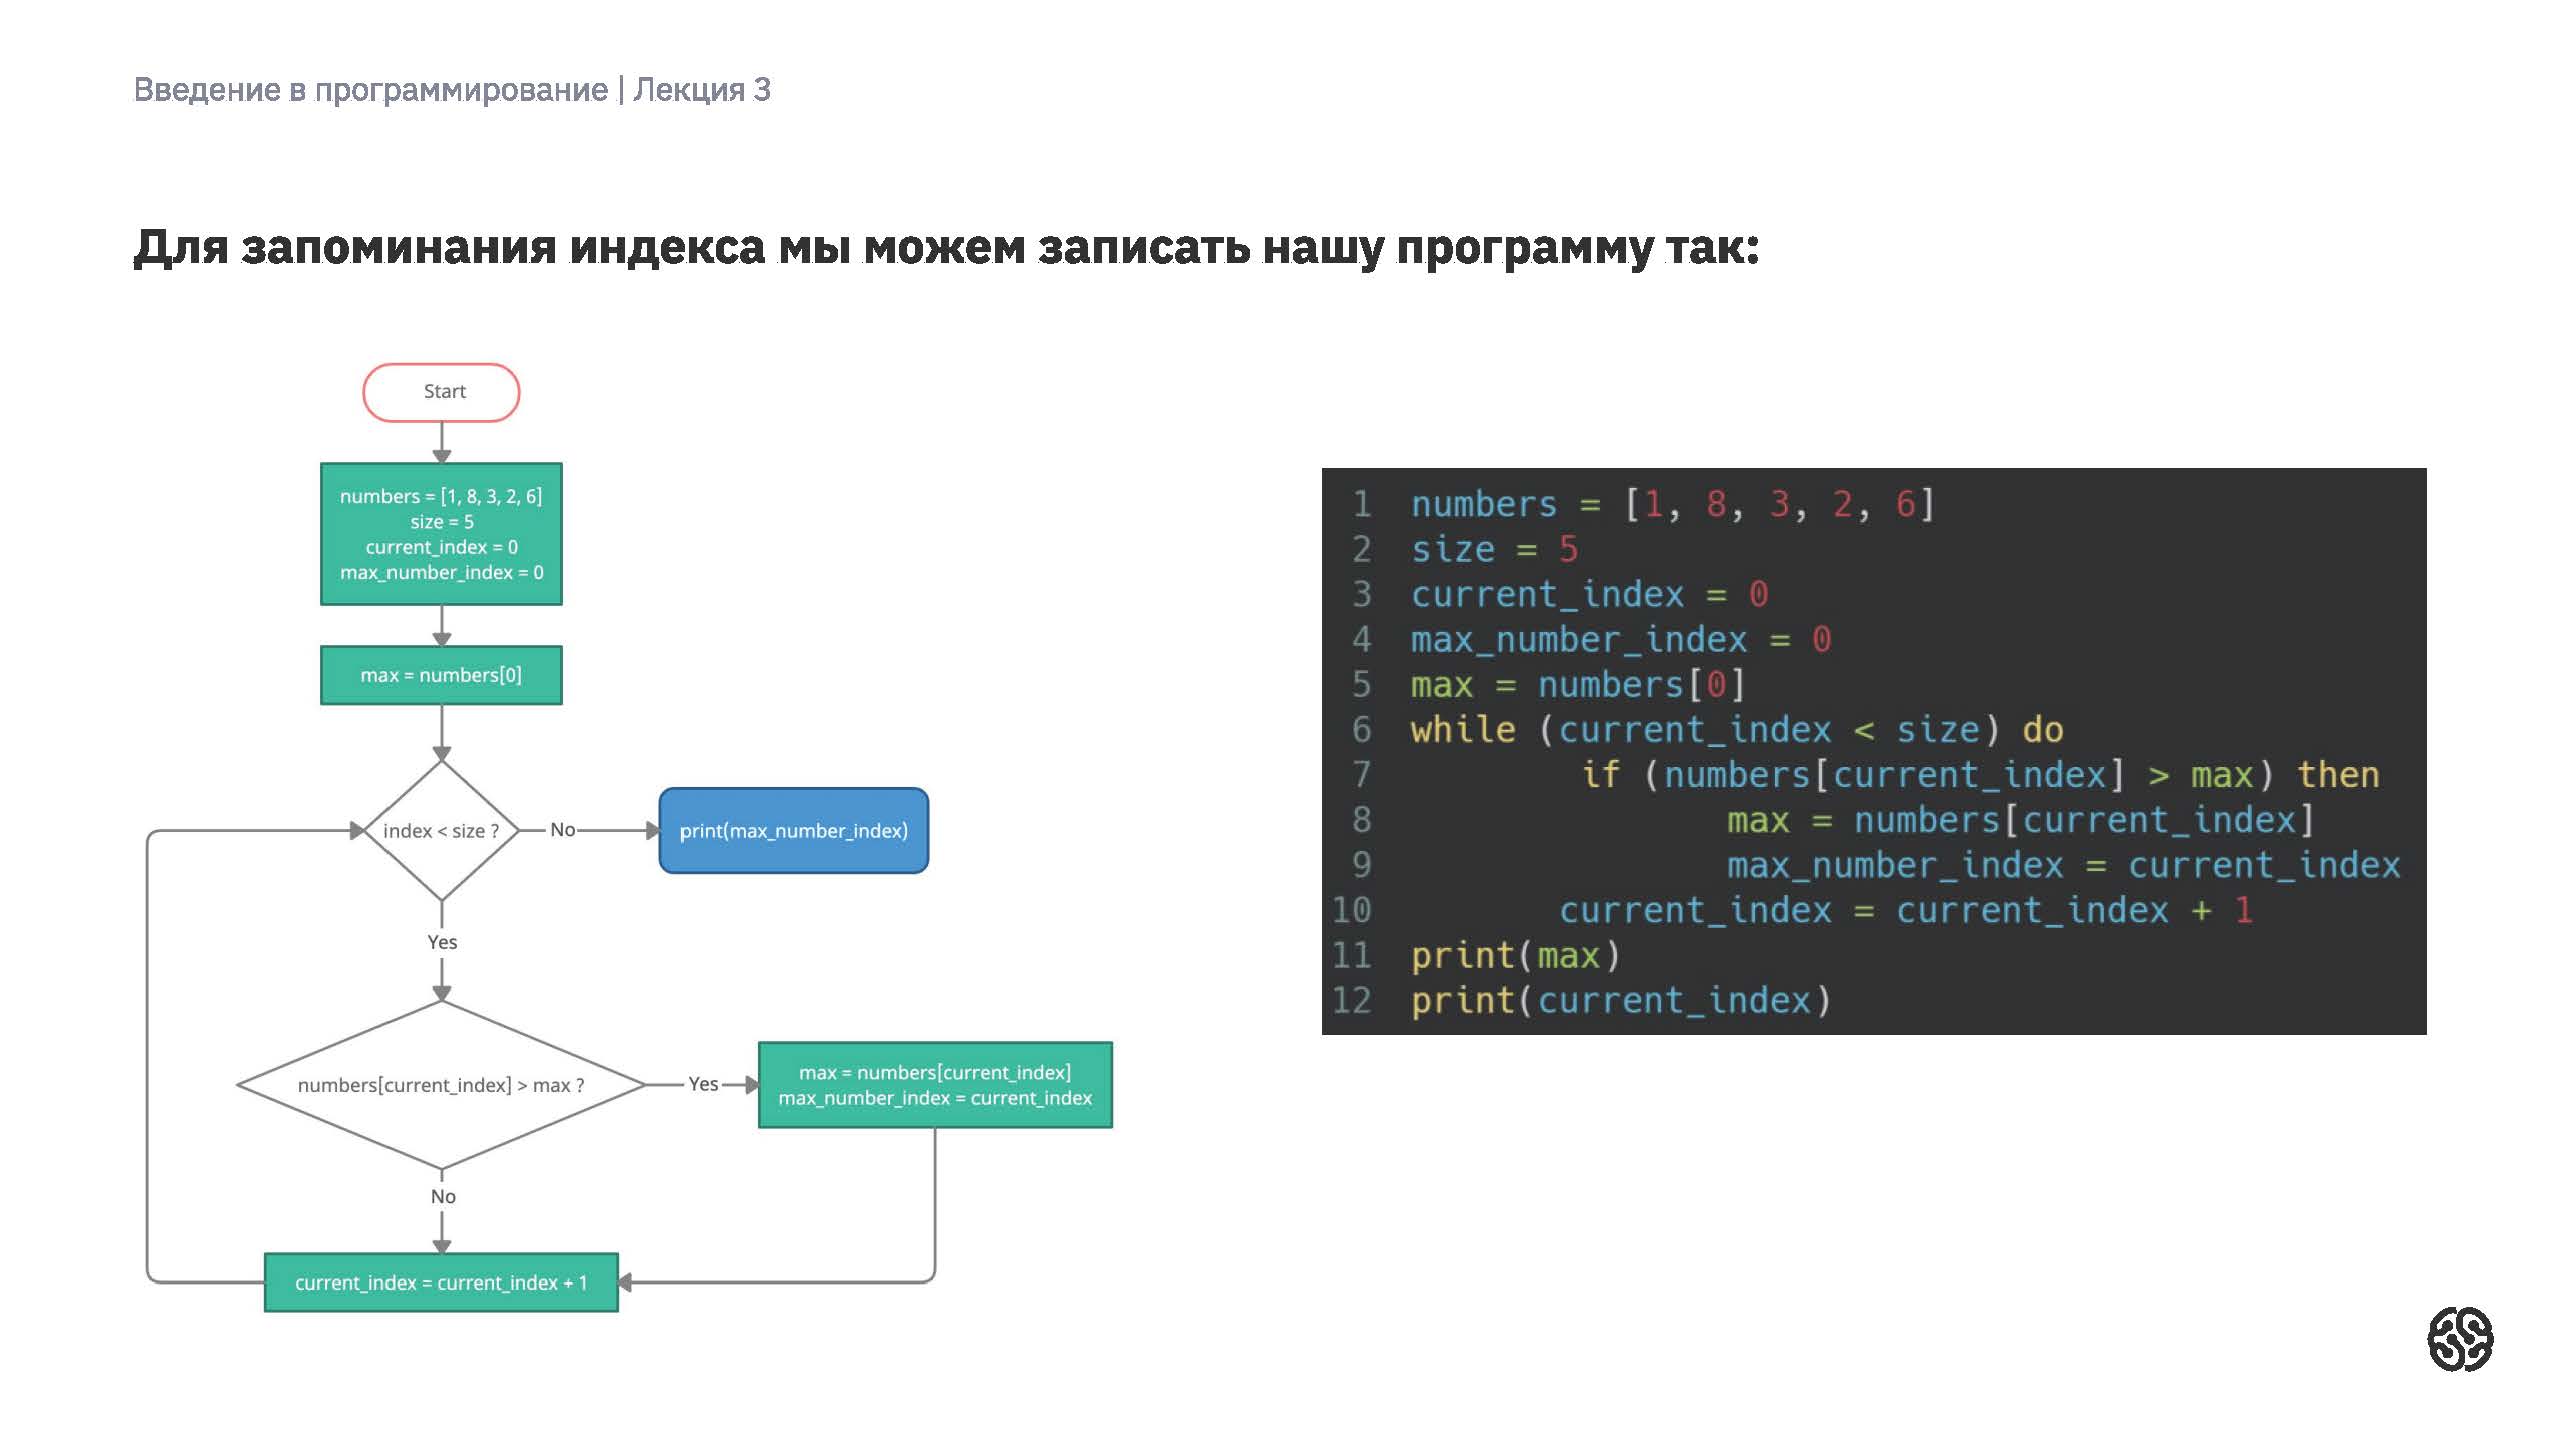 Введение в программирование | Лекция 3
Для запоминания индекса мы можем записать нашу программу так:
Start
numbers = [1, 8, 3, 2, 6]
size = 5
current_index = 0
max_number_index = 0
max = numbers[0]
index < size ?
No
print(max_number_index)
Yes
numbers[current_index] > max ?
Yes
max = numbers[current_index]
max_number_index = current_index
No
current_index = current_index + 1
1 numbers = [1, 8, 3, 2, 6]
2 size = 5
3 current_index = 0
4 max_number_index = 0
5 max = numbers[0]
6 while (current_index < size) do
7 if (numbers[current_index] > max) then
8 max = numbers[current_index]
9 max_number_index = current_index
10 current_index = current_index + 1
11 print(max)
12 print(current_index)